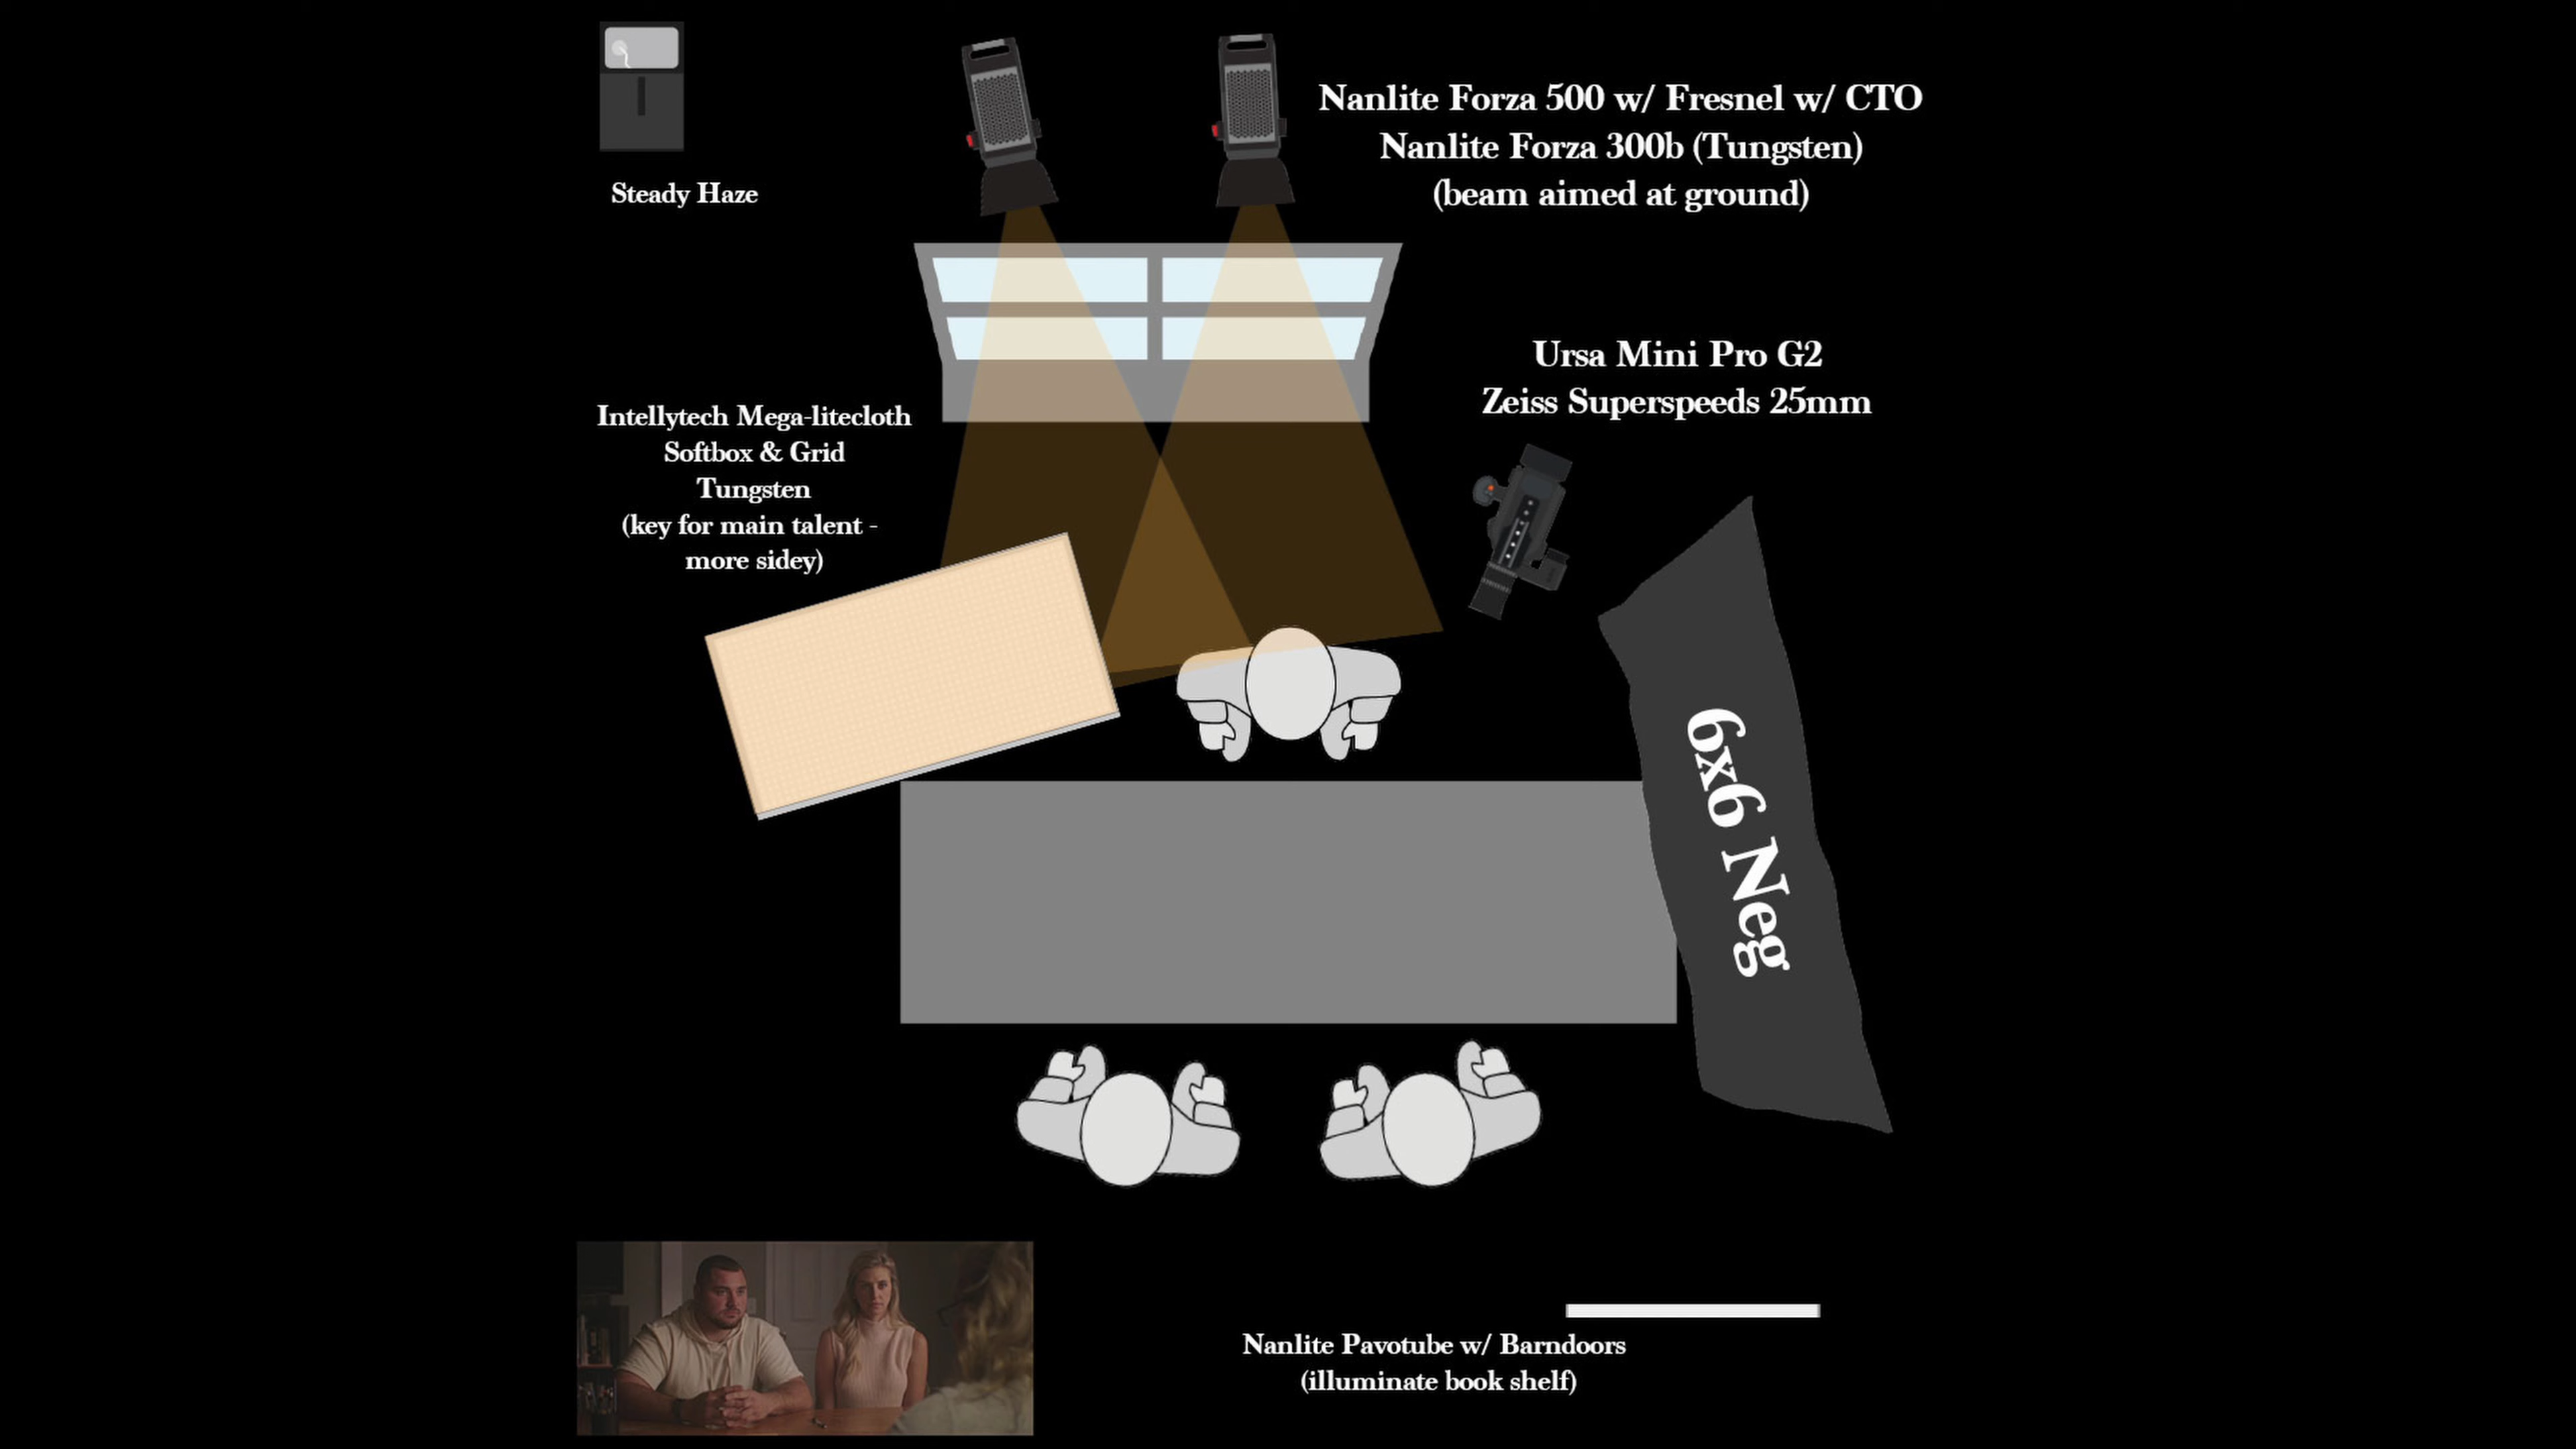 Steady Haze
Nanlite Forza 500 w/ Fresnel w/ CTO
Nanlite Forza 300b (Tungsten)
(beam aimed at ground)
Ursa Mini Pro G2
Zeiss Superspeeds 25mm
Intellytech Mega-litecloth
Softbox & Grid
Tungsten
(key for main talent -
more sidey)
6x6 Neg
Nanlite Pavotube w/ Barndoors
(illuminate book shelf)